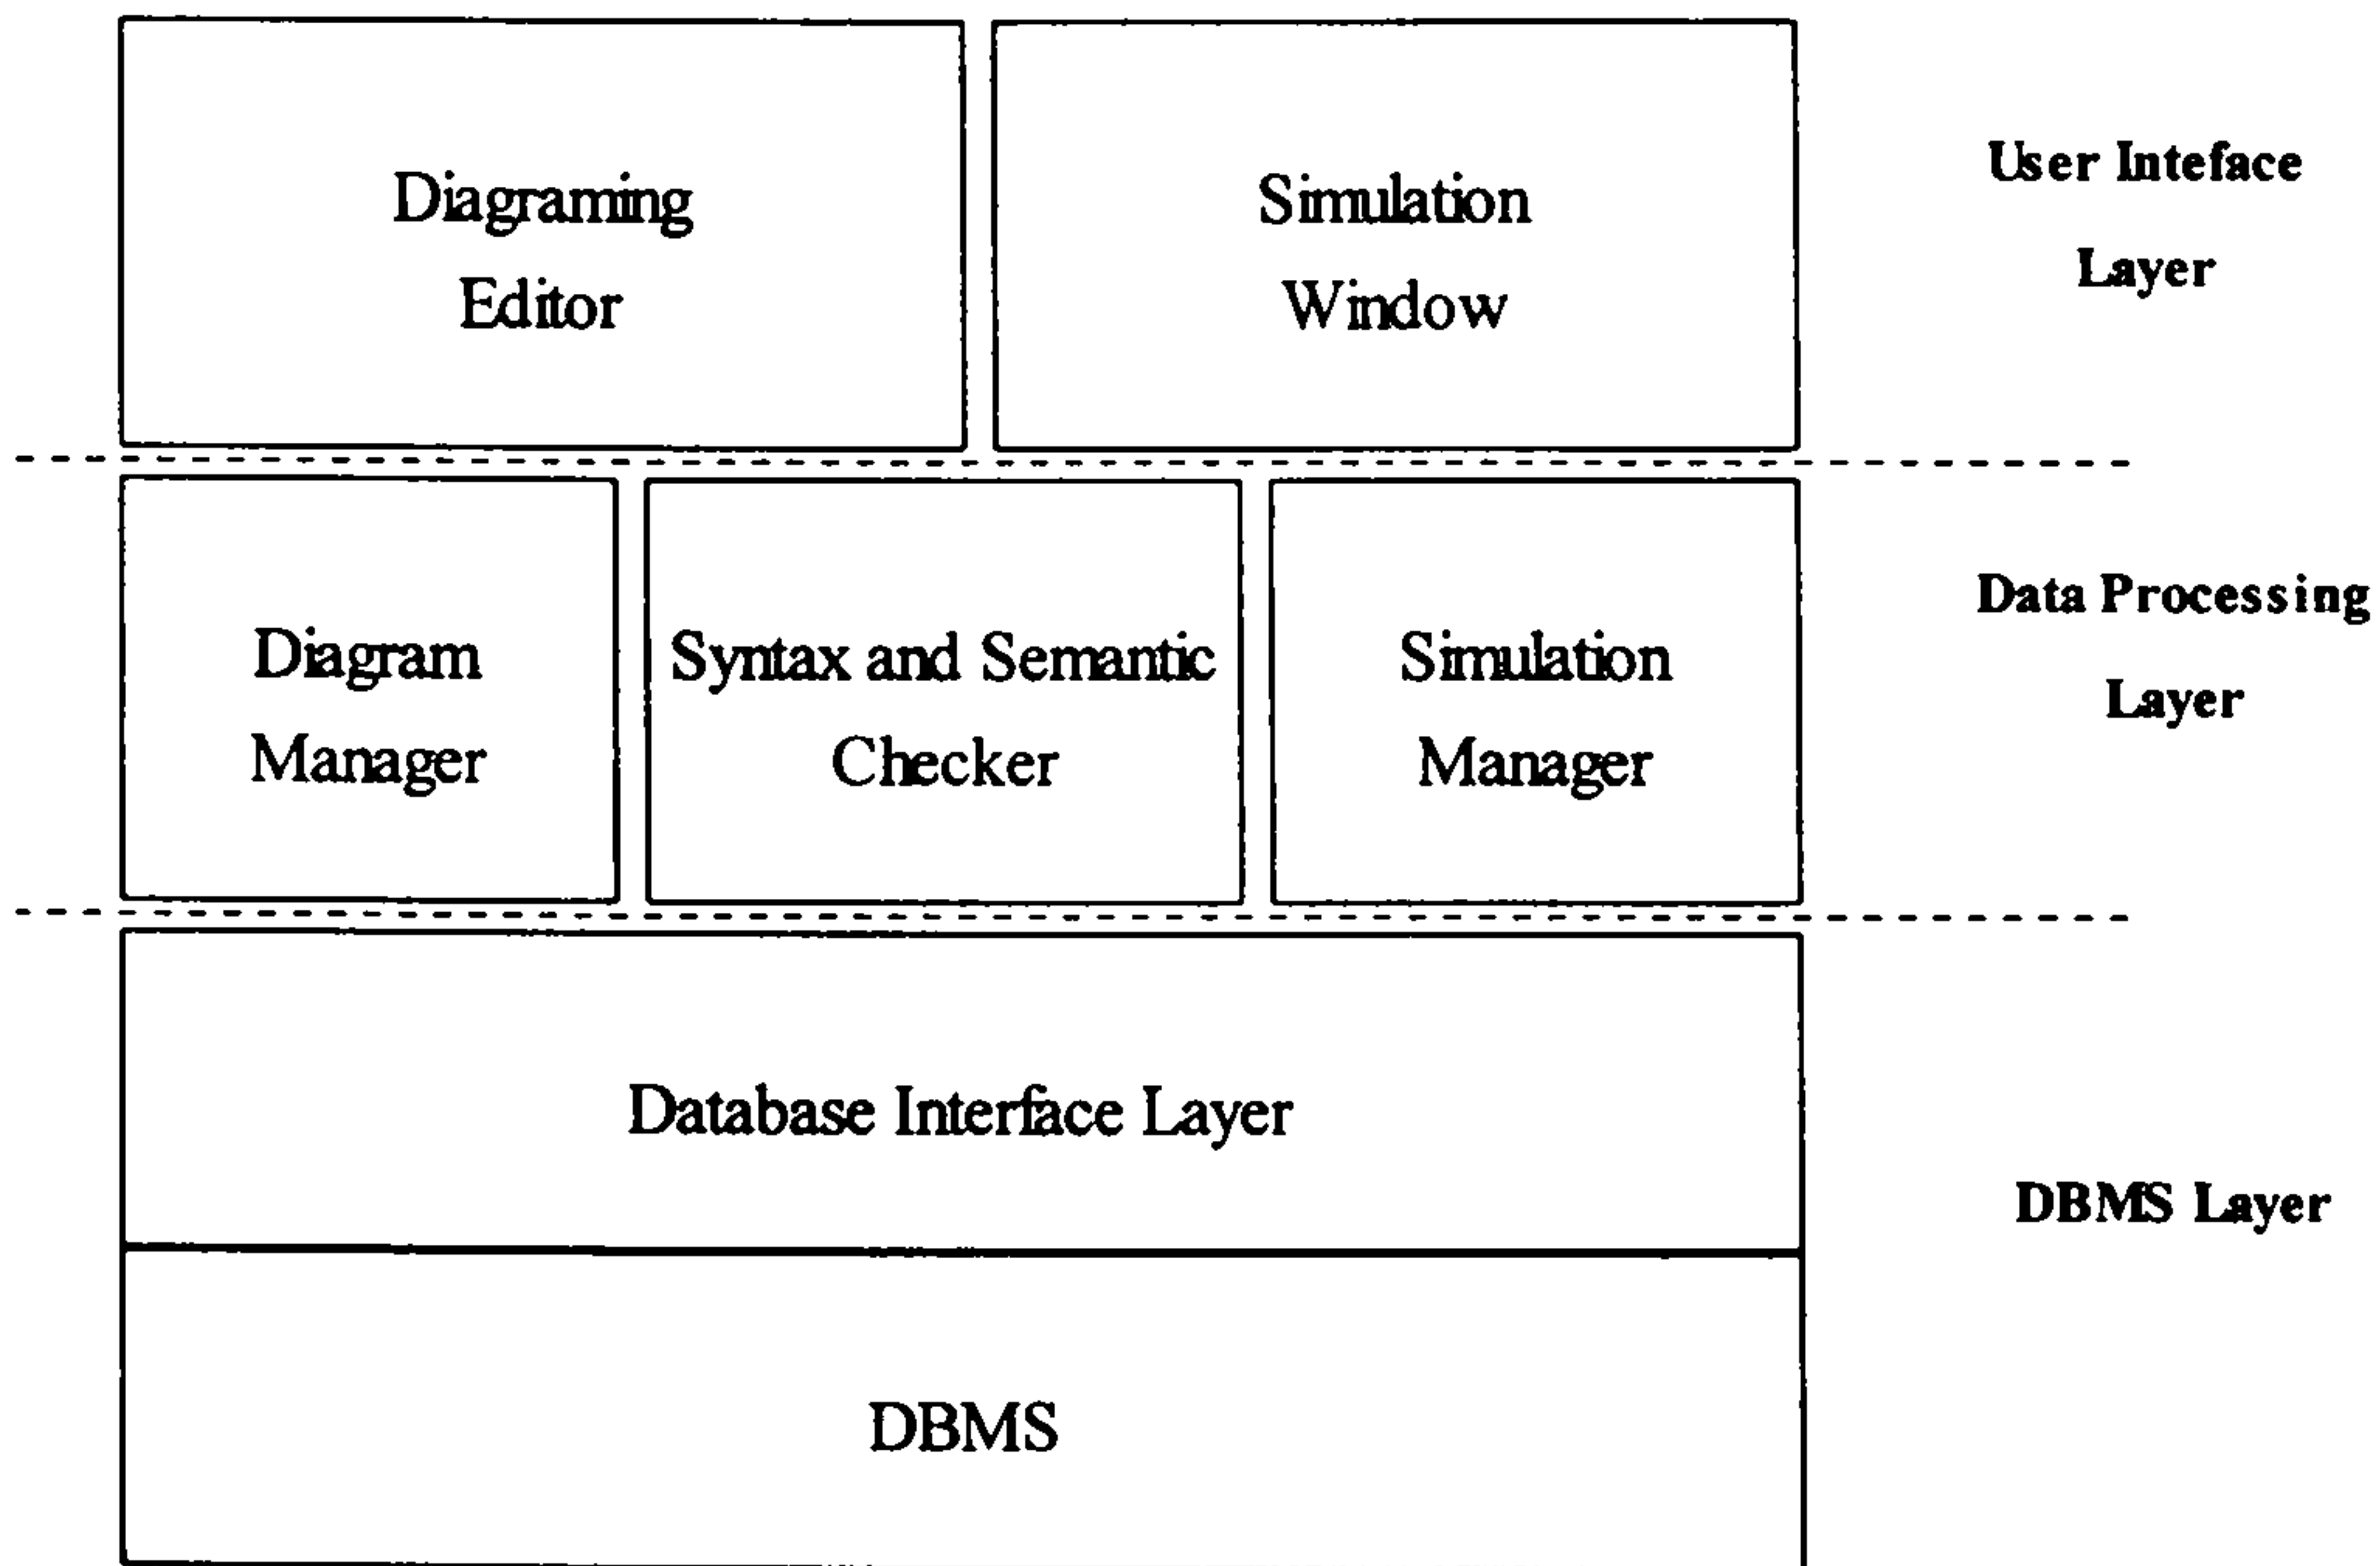 Diagraming
Editor
Simulation
Window
User Inteface
Layer
Diagram
Manager
Syntax and Semantic
Checker
Simulation
Manager
Data Processing
Layer
Database Interface Layer
DBMS
DBMS Layer